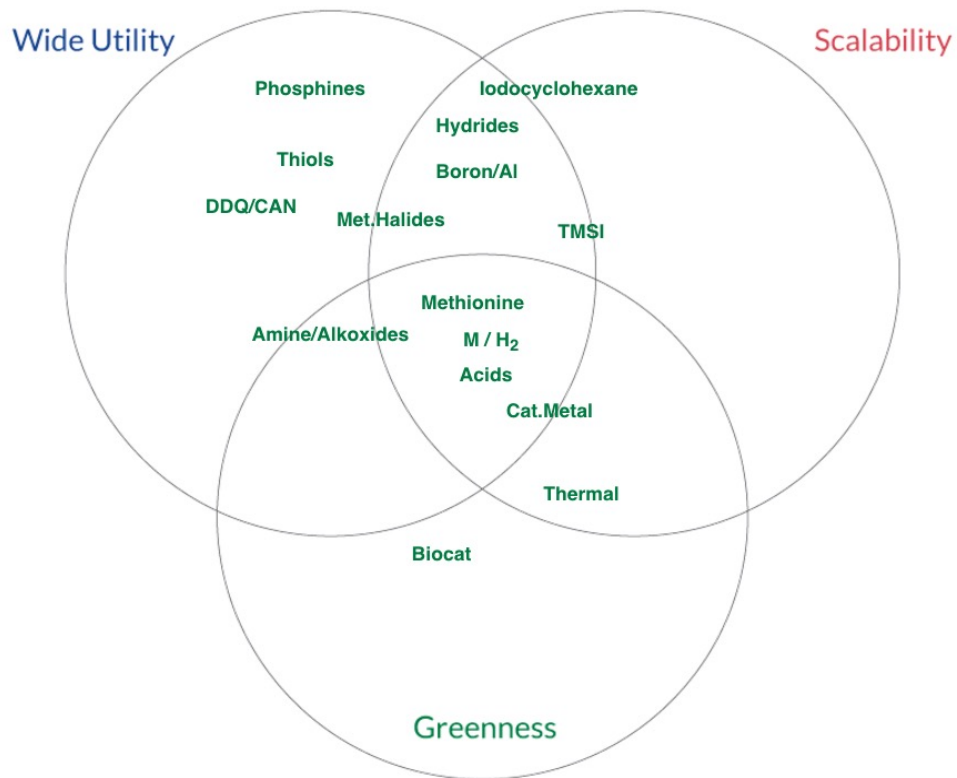 Wide Utility
Scalability
Phosphines
Iodocyclohexane
Hydrides
Thiols
Boron/Al
DDQ/CAN
Met.Halides
TMSI
Methionine
Amine/Alkoxides
M / H₂
Acids
Cat.Metal
Thermal
Biocat
Greenness